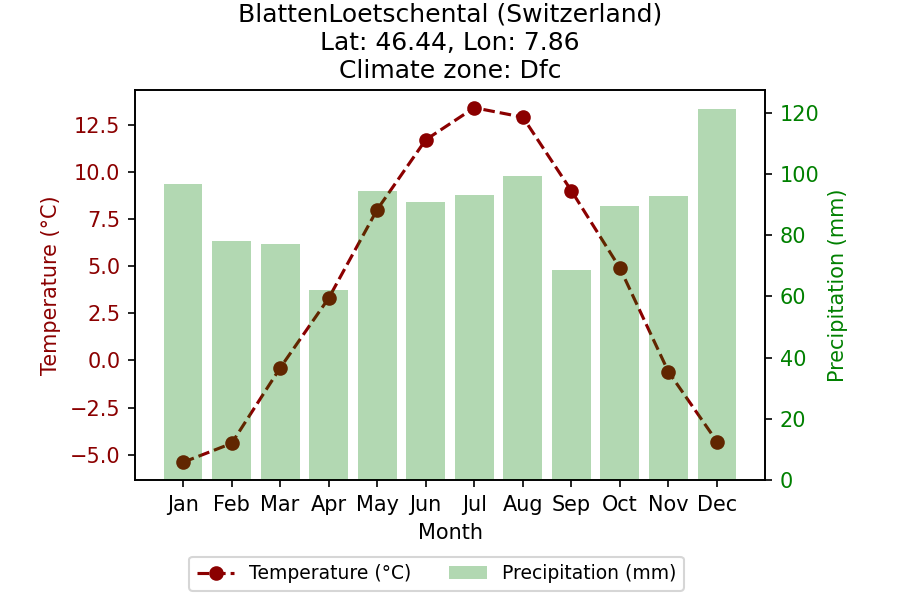 BlattenLoetschental (Switzerland)
Lat: 46.44, Lon: 7.86
Climate zone: Dfc
12.5
10.0
7.5
5.0
2.5
0.0
−2.5
−5.0
Temperature (°C)
120
100
80
60
40
20
0
Precipitation (mm)
Jan Feb Mar Apr May Jun Jul Aug Sep Oct Nov Dec
Month
Temperature (°C) Precipitation (mm)